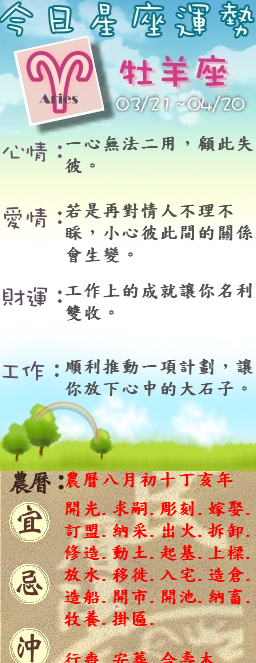 今日星座運勢
Aries
牡羊座
03/21~04/20
心情：一心無法二用，顧此失
彼。
愛情：若是再對情人不理不
睬，小心彼此間的關係
會生變。
財運：工作上的成就讓你名利
雙收。
工作：順利推動一項計劃，讓
你放下心中的大石子。
農曆：農曆八月初十丁亥年
宜
開光.求嗣.彫刻.嫁娶.
訂盟.納采.出火.拆卸.
修造.動土.起基.上樑.
忌
放水.移徙.入宅.造倉.
造船.開市.開池.納畜.
牧養.掛匾.
沖
行喪.安葬.